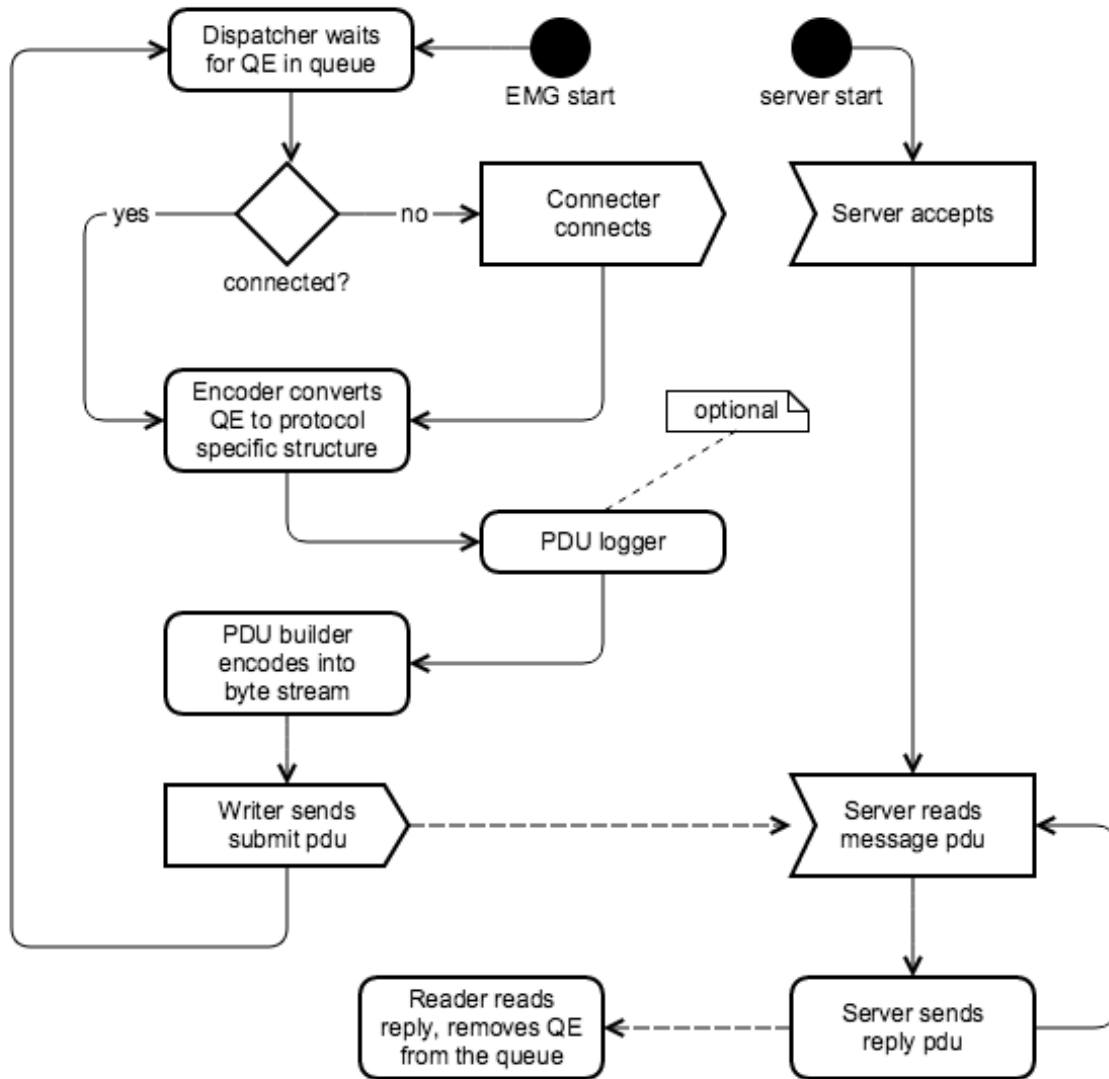 Dispatcher waits
for QE in queue
EMG start
server start
yes
no
connected?
Connecter
connects
Server accepts
Encoder converts
QE to protocol
specific structure
optional
PDU logger
PDU builder
encodes into
byte stream
Writer sends
submit pdu
Server reads
message pdu
Reader reads
reply, removes QE
from the queue
Server sends
reply pdu